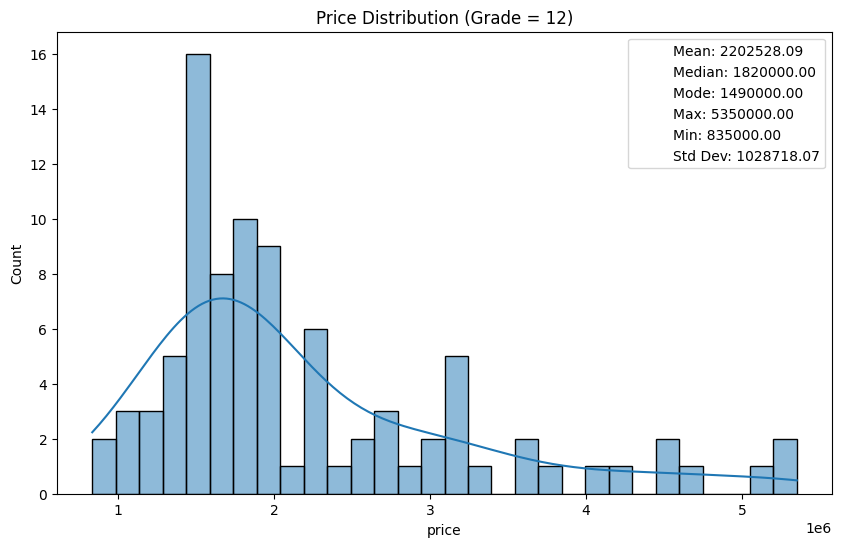 Price Distribution (Grade = 12)
Mean: 2202528.09
Median: 1820000.00
Mode: 1490000.00
Max: 5350000.00
Min: 835000.00
Std Dev: 1028718.07
16
14
12
10
8
6
4
2
0
Count
1 2 3 4 5
1e6
price